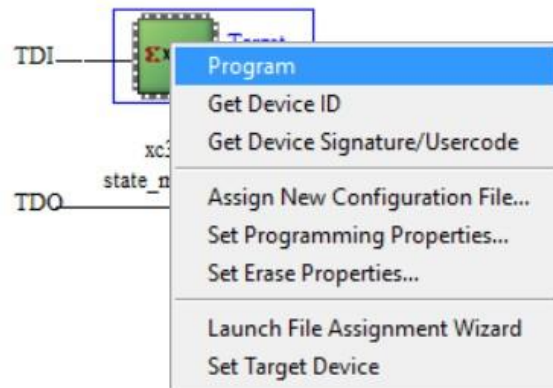 TDI
Target
Program
Get Device ID
Get Device Signature/Usercode
Assign New Configuration File...
Set Programming Properties...
Set Erase Properties...
TDO
Launch File Assignment Wizard
Set Target Device